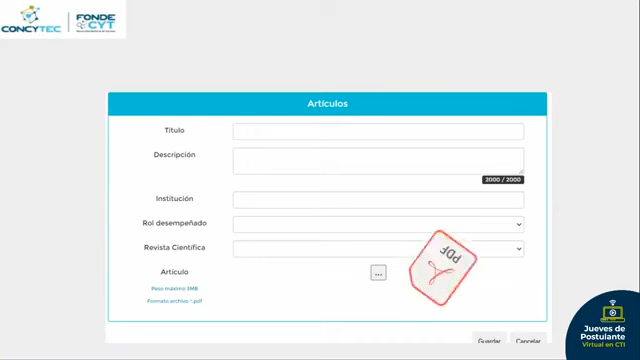 CONCYTEC
FONDE
CYT
Artículos
Título
Descripción
2000 / 2000
Institución
Rol desempeñado
Revista Científica
Artículo
...
Peso máximo 3MB
Formato archivo *.pdf
PDF
Guardar
Cancelar
Jueves de
Postulante
Virtual en CTI